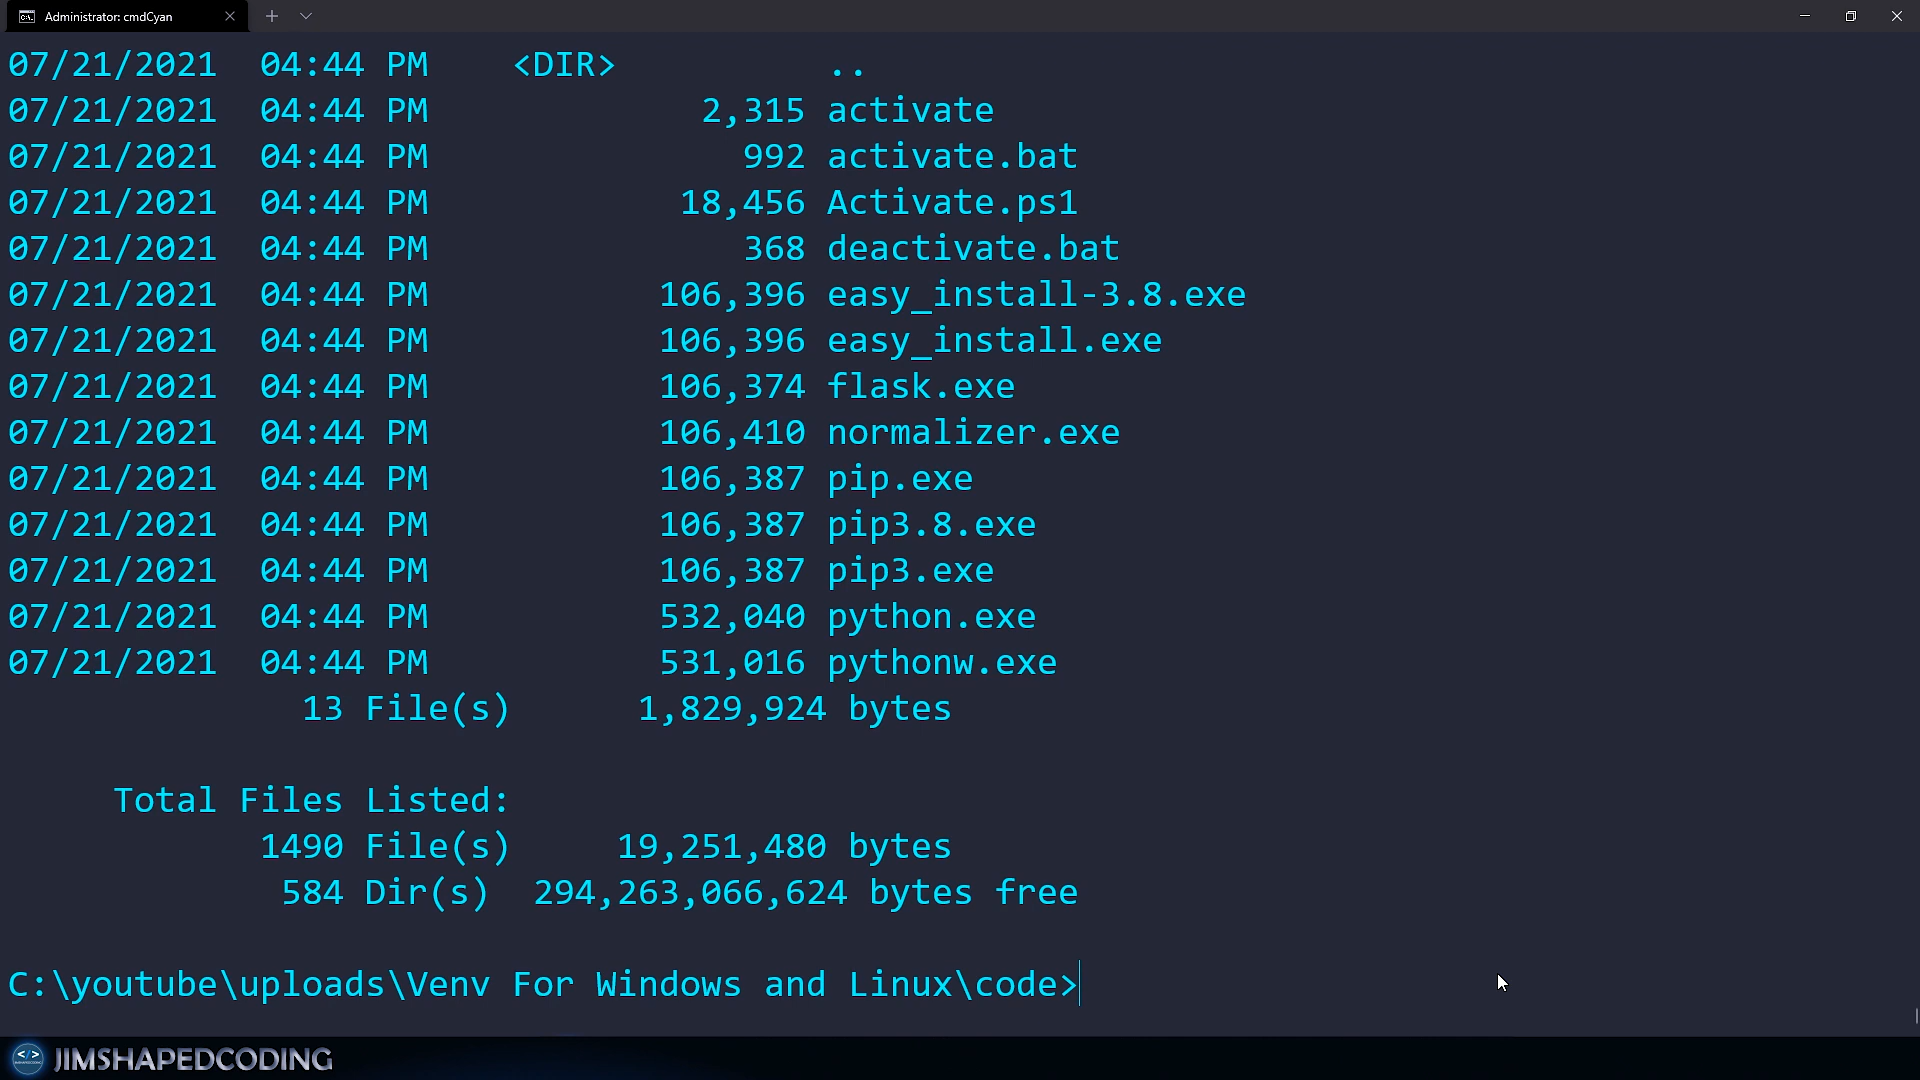 Administrator: cmdCyan
07/21/2021  04:44 PM    <DIR>          ..
07/21/2021  04:44 PM             2,315 activate
07/21/2021  04:44 PM               992 activate.bat
07/21/2021  04:44 PM            18,456 Activate.ps1
07/21/2021  04:44 PM               368 deactivate.bat
07/21/2021  04:44 PM           106,396 easy_install-3.8.exe
07/21/2021  04:44 PM           106,396 easy_install.exe
07/21/2021  04:44 PM           106,374 flask.exe
07/21/2021  04:44 PM           106,410 normalizer.exe
07/21/2021  04:44 PM           106,387 pip.exe
07/21/2021  04:44 PM           106,387 pip3.8.exe
07/21/2021  04:44 PM           106,387 pip3.exe
07/21/2021  04:44 PM           532,040 python.exe
07/21/2021  04:44 PM           531,016 pythonw.exe
              13 File(s)      1,829,924 bytes
     Total Files Listed:
            1490 File(s)     19,251,480 bytes
             584 Dir(s)  294,263,066,624 bytes free
C:\youtube\uploads\Venv For Windows and Linux\code>
JIMSHAPEDCODING